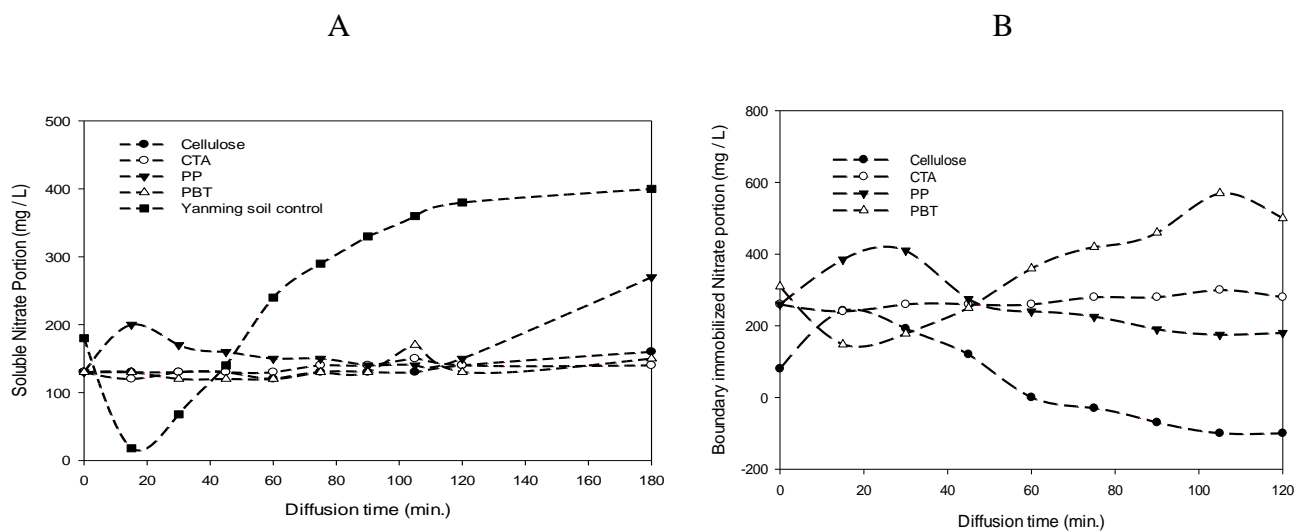 A
B
Soluble Nitrate Portion (mg / L)
500
400
300
200
100
0
Cellulose
CTA
PP
PBT
Yanming soil control
0 20 40 60 80 100 120 140 160 180
Diffusion time (min.)
Boundary immobilized Nitrate portion (mg / L)
800
600
400
200
0
-200
Cellulose
CTA
PP
PBT
0 20 40 60 80 100 120
Diffusion time (min.)